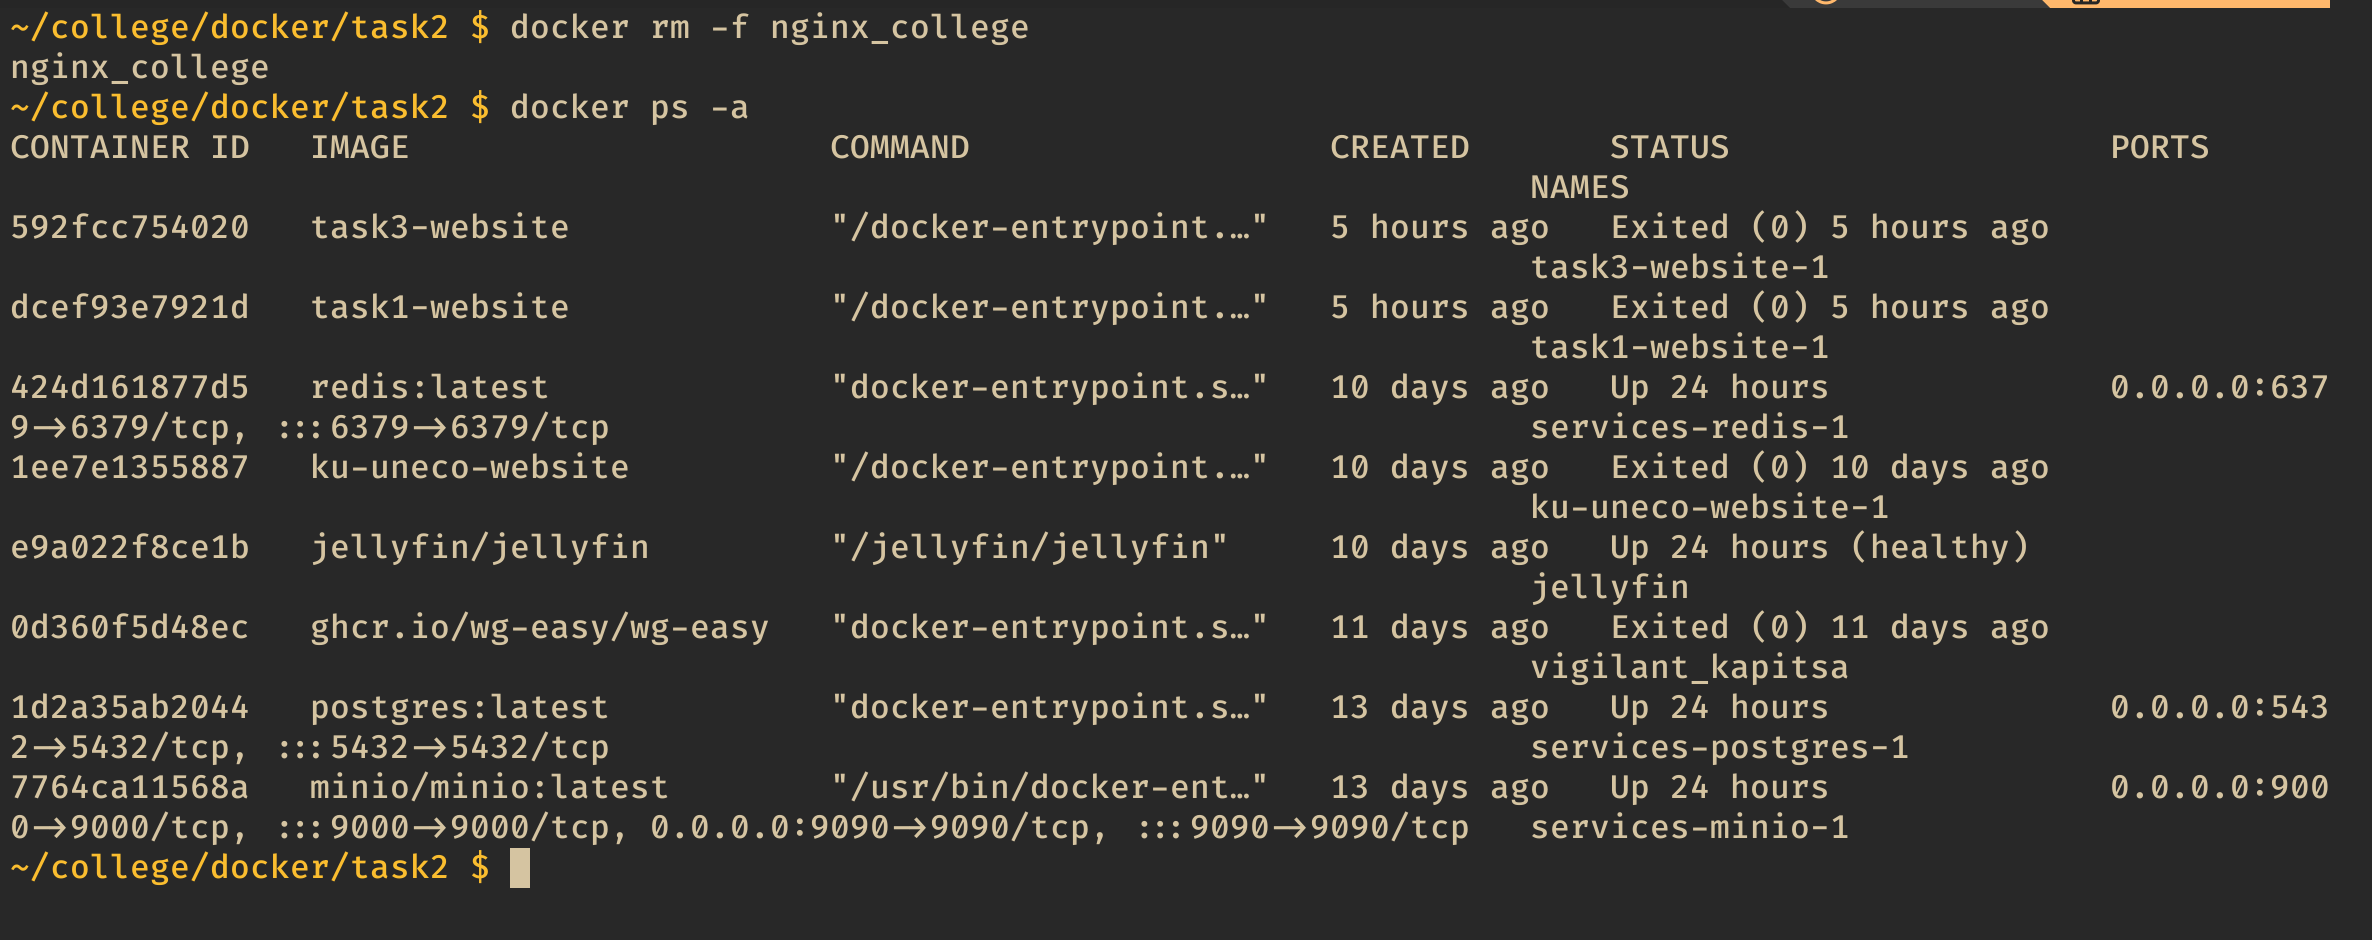 ~/college/docker/task2 $ docker rm -f nginx_college
nginx_college
~/college/docker/task2 $ docker ps -a
CONTAINER ID   IMAGE                     COMMAND                  CREATED       STATUS                   PORTS
                                                                            NAMES
592fcc754020   task3-website             "/docker-entrypoint.…"   5 hours ago   Exited (0) 5 hours ago
                                                                            task3-website-1
dcef93e7921d   task1-website             "/docker-entrypoint.…"   5 hours ago   Exited (0) 5 hours ago
                                                                            task1-website-1
424d161877d5   redis:latest              "docker-entrypoint.s…"   10 days ago   Up 24 hours              0.0.0.0:637
9->6379/tcp, :::6379->6379/tcp                                              services-redis-1
1ee7e1355887   ku-uneco-website          "/docker-entrypoint.…"   10 days ago   Exited (0) 10 days ago
                                                                            ku-uneco-website-1
e9a022f8ce1b   jellyfin/jellyfin         "/jellyfin/jellyfin"     10 days ago   Up 24 hours (healthy)
                                                                            jellyfin
0d360f5d48ec   ghcr.io/wg-easy/wg-easy   "docker-entrypoint.s…"   11 days ago   Exited (0) 11 days ago
                                                                            vigilant_kapitsa
1d2a35ab2044   postgres:latest           "docker-entrypoint.s…"   13 days ago   Up 24 hours              0.0.0.0:543
2->5432/tcp, :::5432->5432/tcp                                              services-postgres-1
7764ca11568a   minio/minio:latest        "/usr/bin/docker-ent…"   13 days ago   Up 24 hours              0.0.0.0:900
0->9000/tcp, :::9000->9000/tcp, 0.0.0.0:9090->9090/tcp, :::9090->9090/tcp   services-minio-1
~/college/docker/task2 $